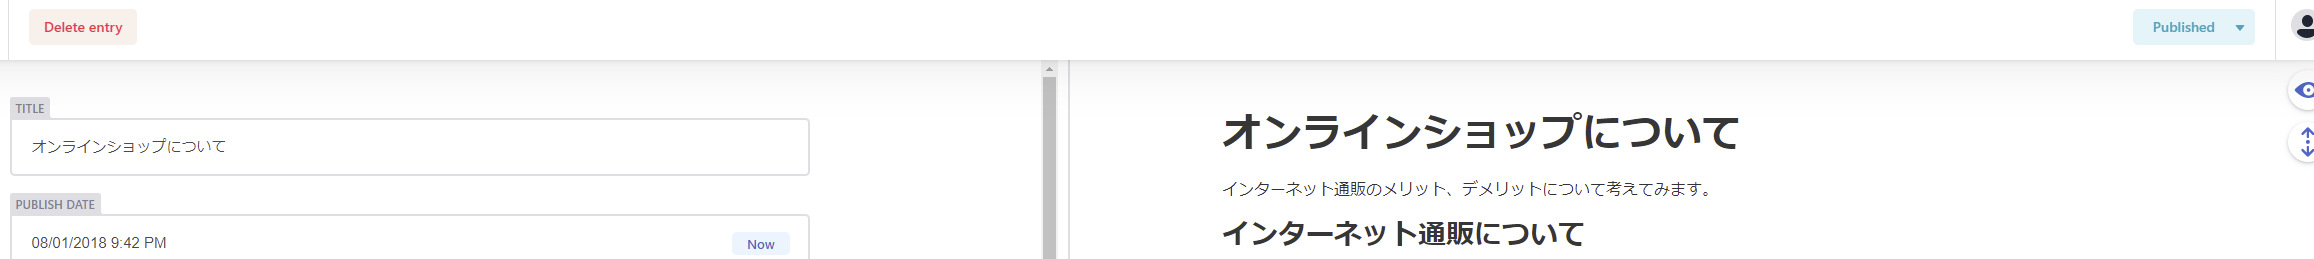 Delete entry
Published
TITLE
オンラインショップについて
PUBLISH DATE
08/01/2018 9:42 PM
Now
オンラインショップについて
インターネット通販のメリット、デメリットについて考えてみます。
インターネット通販について